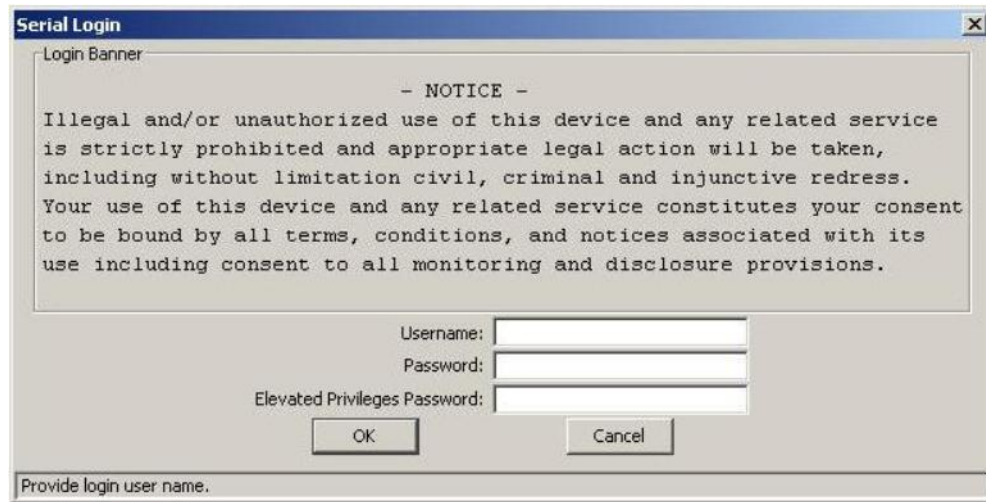 Serial Login
Login Banner
- NOTICE -
Illegal and/or unauthorized use of this device and any related service
is strictly prohibited and appropriate legal action will be taken,
including without limitation civil, criminal and injunctive redress.
Your use of this device and any related service constitutes your consent
to be bound by all terms, conditions, and notices associated with its
use including consent to all monitoring and disclosure provisions.
Username:
Password:
Elevated Privileges Password:
OK Cancel
Provide login user name.